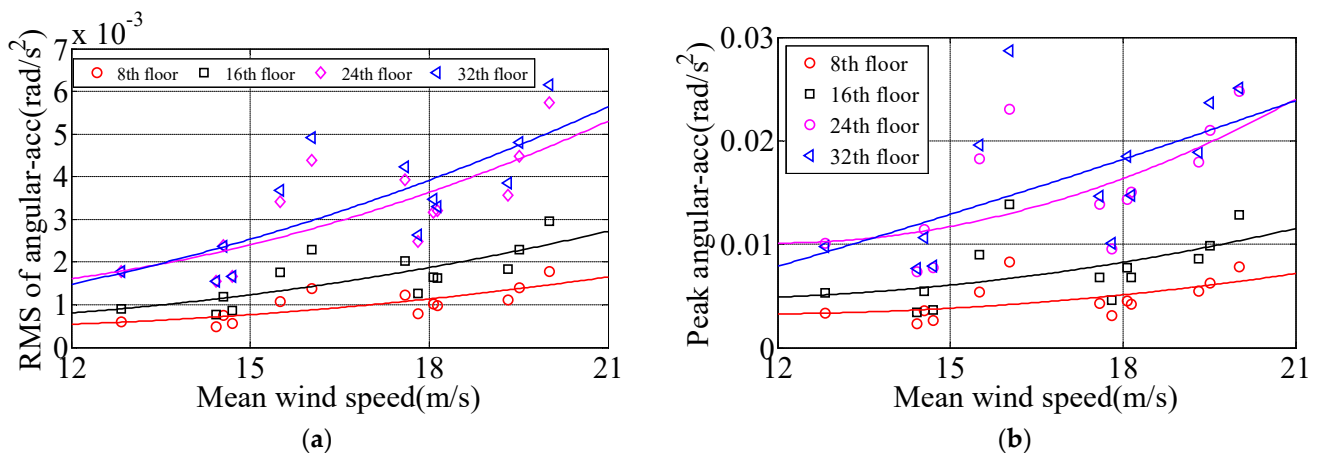 7 x 10^-3
6
5
4
3
2
1
0
RMS of angular-acc(rad/s²)
8th floor 16th floor 24th floor 32th floor
12 15 18 21
Mean wind speed(m/s)
(a)
0.03
0.02
0.01
0
Peak angular-acc(rad/s²)
8th floor
16th floor
24th floor
32th floor
12 15 18 21
Mean wind speed(m/s)
(b)